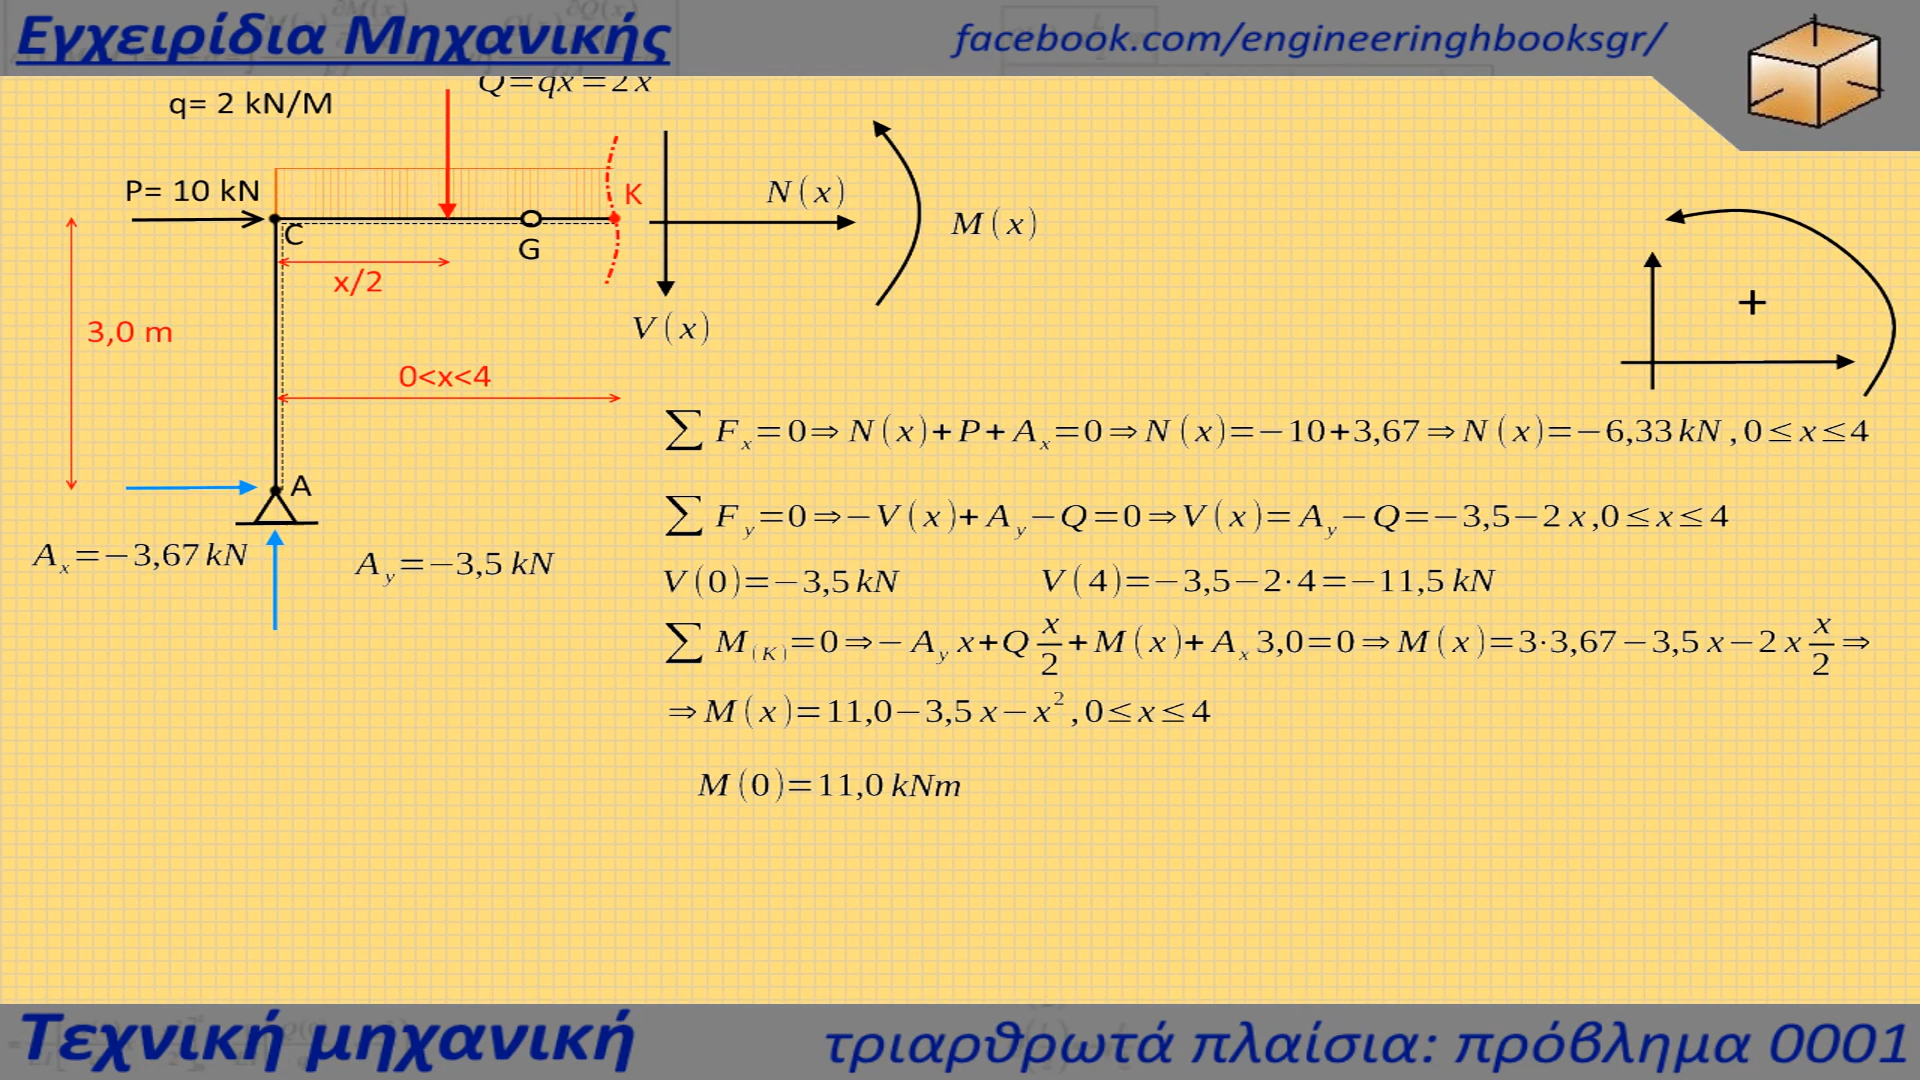 Εγχειρίδια Μηχανικής
facebook.com/engineeringhbooksgr/
Q=qx=2x
q= 2 kN/M
P= 10 kN
K
N(x)
M(x)
C
G
x/2
V(x)
3,0 m
0<x<4
+
A
A_x=−3,67 kN
A_y=−3,5 kN
∑ F_x=0⇒N(x)+P+A_x=0⇒N(x)=−10+3,67⇒N(x)=−6,33 kN, 0≤x≤4
∑ F_y=0⇒−V(x)+A_y−Q=0⇒V(x)=A_y−Q=−3,5−2x, 0≤x≤4
V(0)=−3,5 kN V(4)=−3,5−2·4=−11,5 kN
∑ M_(K)=0⇒−A_y x+Q x/2+M(x)+A_x 3,0=0⇒M(x)=3·3,67−3,5x−2x x/2⇒
⇒M(x)=11,0−3,5x−x², 0≤x≤4
M(0)=11,0 kNm
Τεχνική μηχανική
τριαρθρωτά πλαίσια: πρόβλημα 0001